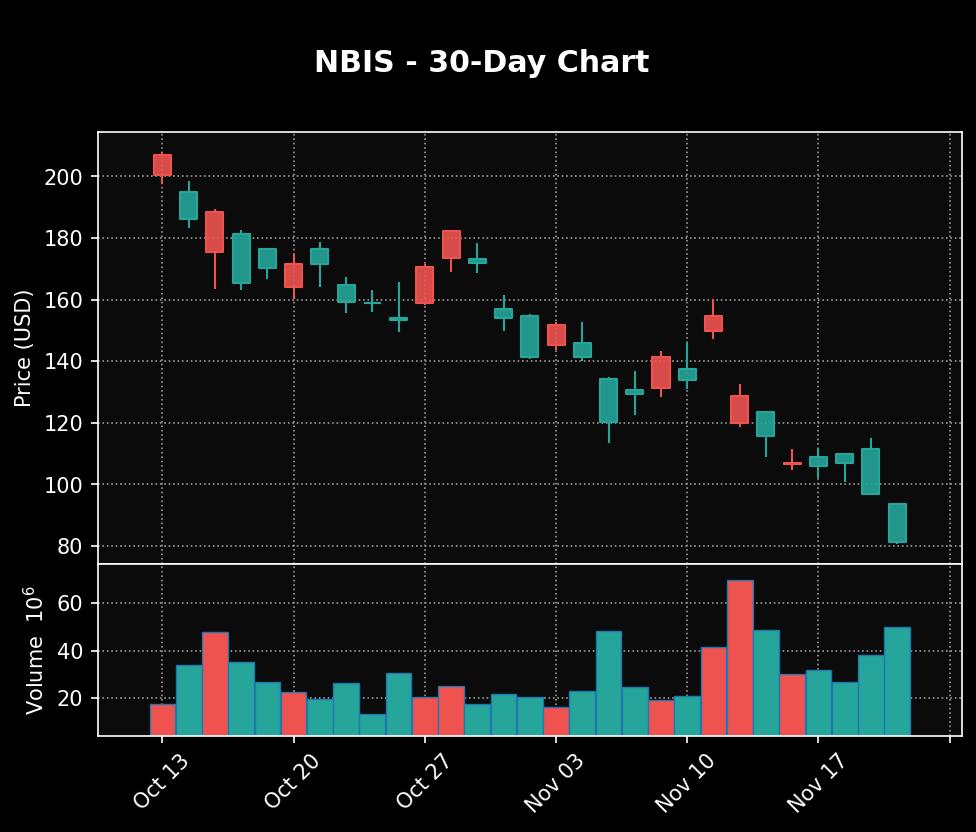 NBIS - 30-Day Chart
Price (USD)
200
180
160
140
120
100
80
Volume 10⁶
60
40
20
Oct 13
Oct 20
Oct 27
Nov 03
Nov 10
Nov 17